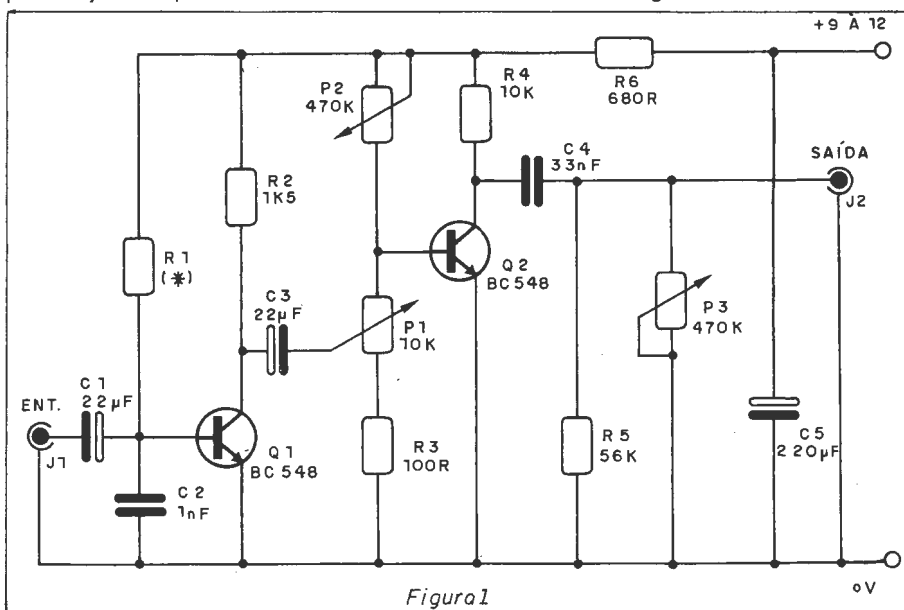 +9 À 12
R6
680R
P2
470K
R4
10K
C4
33nF
SAÍDA
J2
R2
1K5
R1
(*)
Q2
BC548
C3
22µF
P1
10K
P3
470K
C1
22µF
ENT.
J1
Q1
BC548
R3
100R
R5
56K
C5
220µF
C2
1nF
0V
Figura1